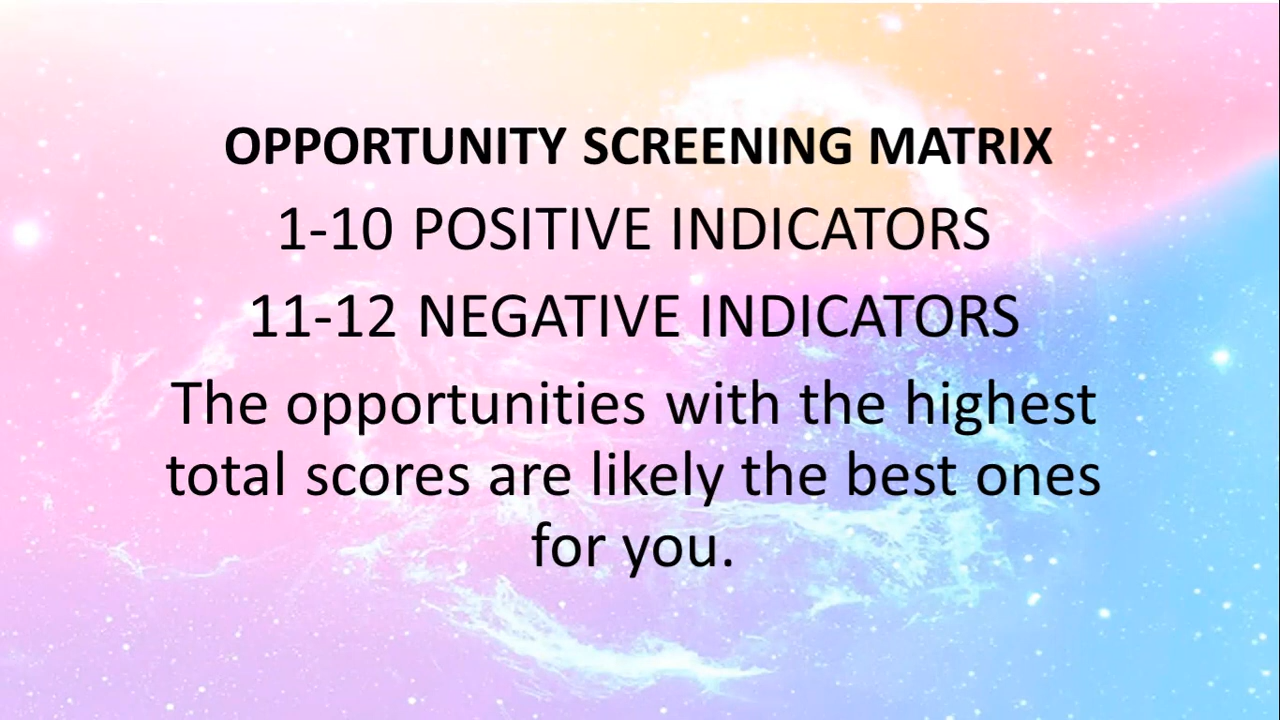 OPPORTUNITY SCREENING MATRIX
1-10 POSITIVE INDICATORS
11-12 NEGATIVE INDICATORS
The opportunities with the highest
total scores are likely the best ones
for you.